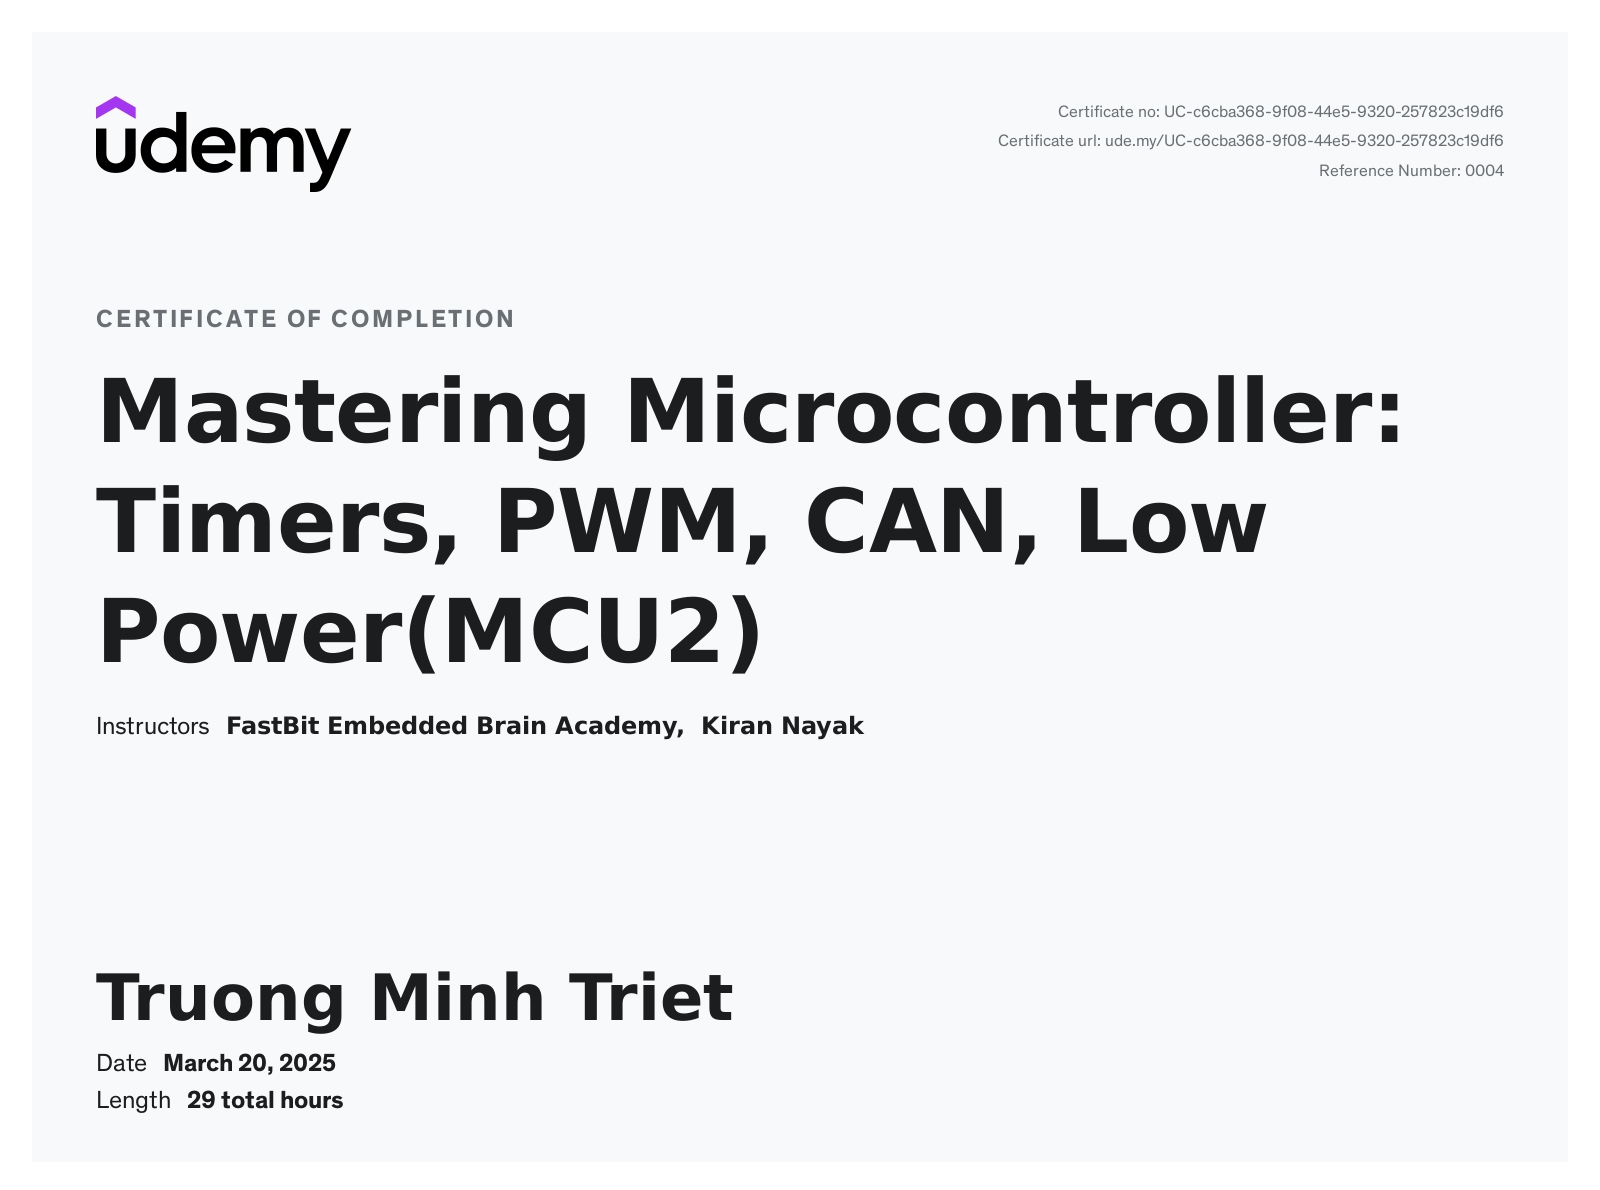 udemy
Certificate no: UC-c6cba368-9f08-44e5-9320-257823c19df6
Certificate url: ude.my/UC-c6cba368-9f08-44e5-9320-257823c19df6
Reference Number: 0004
CERTIFICATE OF COMPLETION
Mastering Microcontroller:
Timers, PWM, CAN, Low
Power(MCU2)
Instructors FastBit Embedded Brain Academy, Kiran Nayak
Truong Minh Triet
Date March 20, 2025
Length 29 total hours